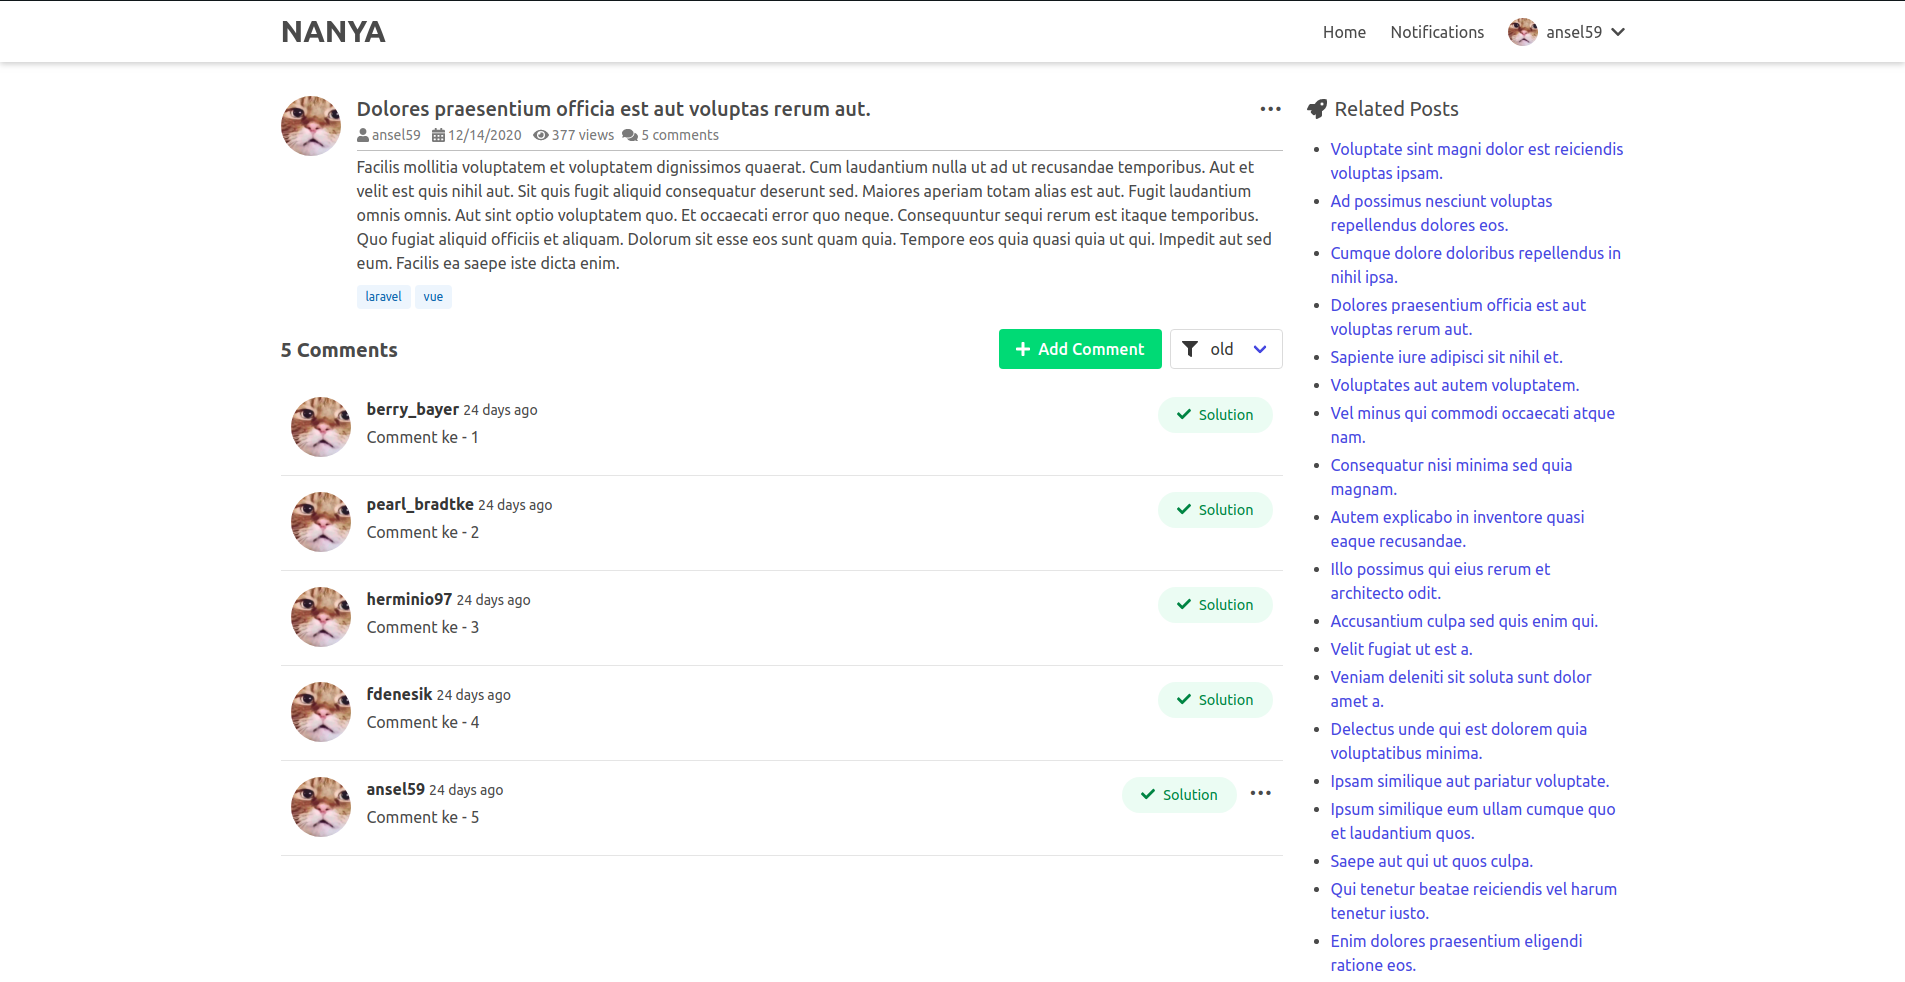 NANYA
Home Notifications ansel59
Dolores praesentium officia est aut voluptas rerum aut.
ansel59 12/14/2020 377 views 5 comments
Facilis mollitia voluptatem et voluptatem dignissimos quaerat. Cum laudantium nulla ut ad ut recusandae temporibus. Aut et
velit est quis nihil aut. Sit quis fugit aliquid consequatur deserunt sed. Maiores aperiam totam alias est aut. Fugit laudantium
omnis omnis. Aut sint optio voluptatem quo. Et occaecati error quo neque. Consequuntur sequi rerum est itaque temporibus.
Quo fugiat aliquid officiis et aliquam. Dolorum sit esse eos sunt quam quia. Tempore eos quia quasi quia ut qui. Impedit aut sed
eum. Facilis ea saepe iste dicta enim.
laravel vue
5 Comments
Add Comment old
berry_bayer 24 days ago
Comment ke - 1
Solution
pearl_bradtke 24 days ago
Comment ke - 2
Solution
herminio97 24 days ago
Comment ke - 3
Solution
fdenesik 24 days ago
Comment ke - 4
Solution
ansel59 24 days ago
Comment ke - 5
Solution
Related Posts
Voluptate sint magni dolor est reiciendis
voluptas ipsam.
Ad possimus nesciunt voluptas
repellendus dolores eos.
Cumque dolore doloribus repellendus in
nihil ipsa.
Dolores praesentium officia est aut
voluptas rerum aut.
Sapiente iure adipisci sit nihil et.
Voluptates aut autem voluptatem.
Vel minus qui commodi occaecati atque
nam.
Consequatur nisi minima sed quia
magnam.
Autem explicabo in inventore quasi
eaque recusandae.
Illo possimus qui eius rerum et
architecto odit.
Accusantium culpa sed quis enim qui.
Velit fugiat ut est a.
Veniam deleniti sit soluta sunt dolor
amet a.
Delectus unde qui est dolorem quia
voluptatibus minima.
Ipsam similique aut pariatur voluptate.
Ipsum similique eum ullam cumque quo
et laudantium quos.
Saepe aut qui ut quos culpa.
Qui tenetur beatae reiciendis vel harum
tenetur iusto.
Enim dolores praesentium eligendi
ratione eos.